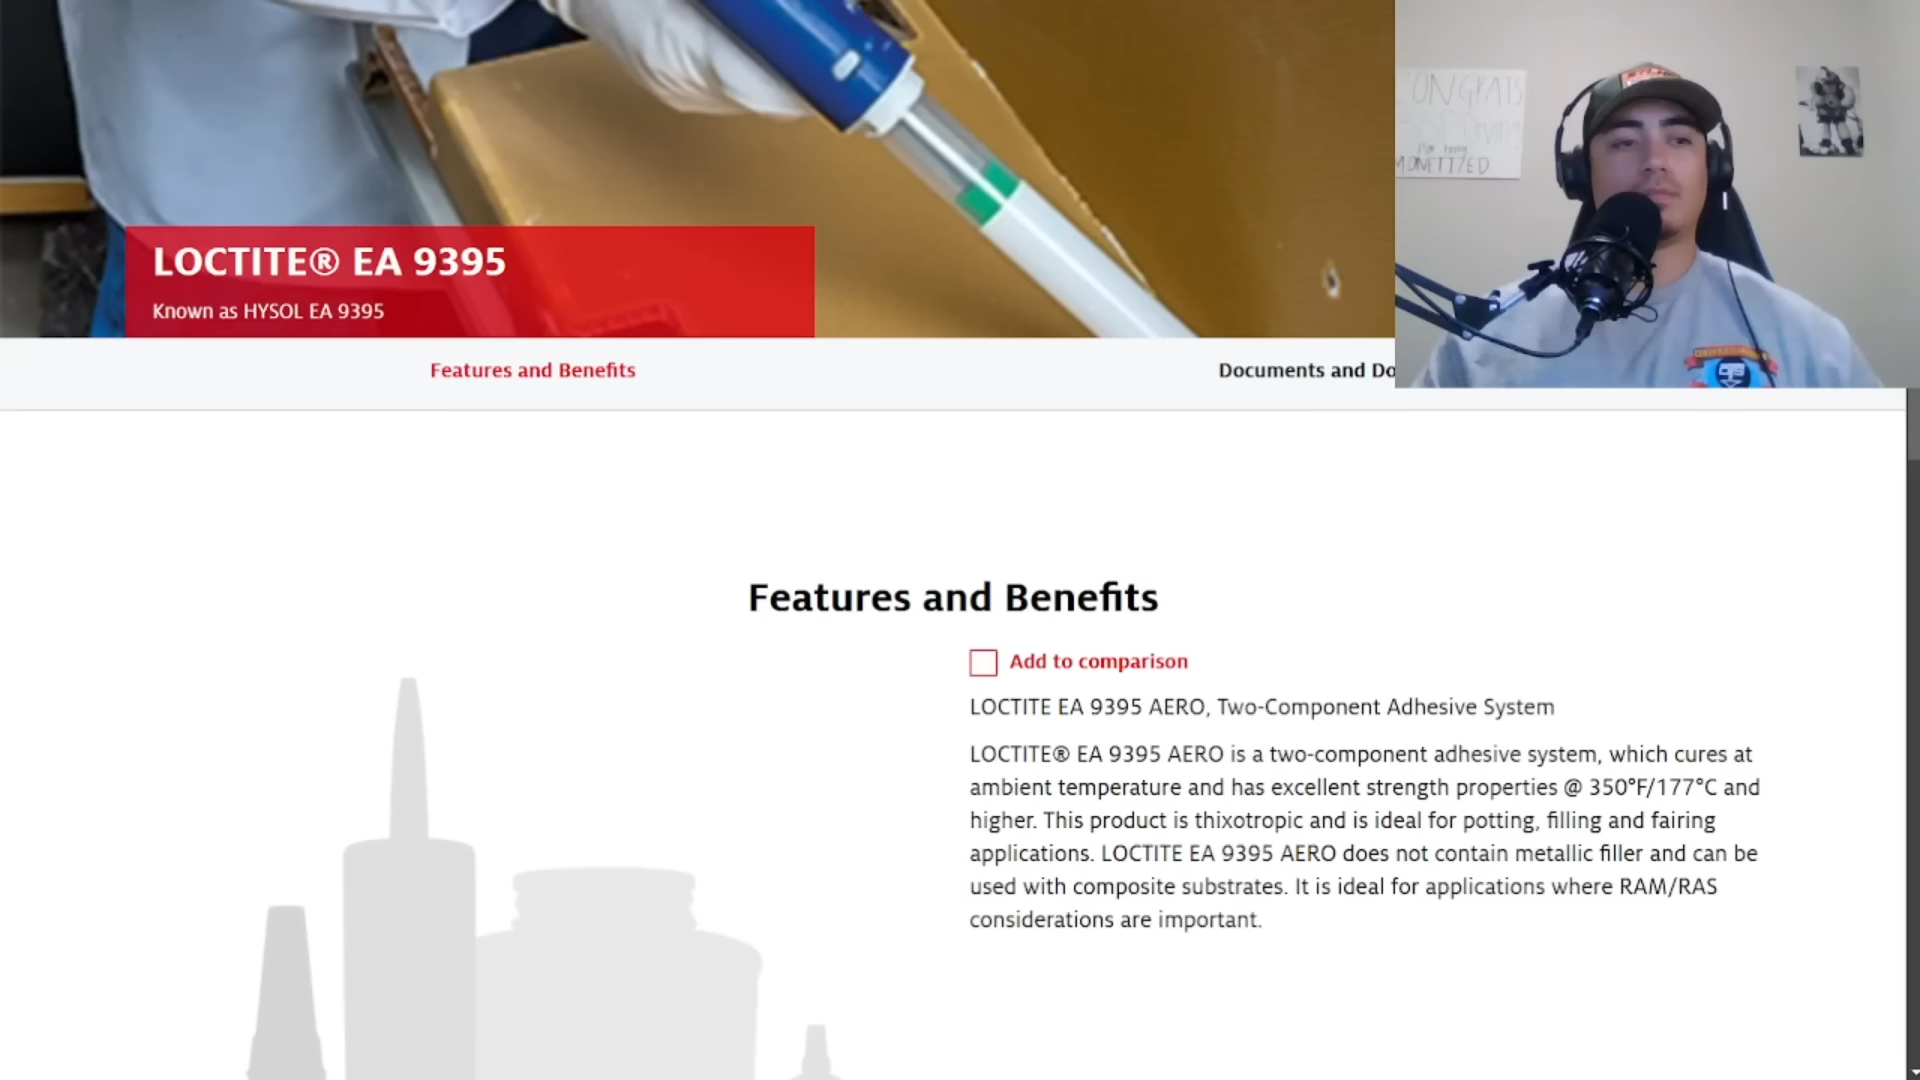 LOCTITE® EA 9395
Known as HYSOL EA 9395
ONGRATS
For being
MONETIZED
Features and Benefits
Documents and Do
Features and Benefits
Add to comparison
LOCTITE EA 9395 AERO, Two-Component Adhesive System
LOCTITE® EA 9395 AERO is a two-component adhesive system, which cures at
ambient temperature and has excellent strength properties @ 350°F/177°C and
higher. This product is thixotropic and is ideal for potting, filling and fairing
applications. LOCTITE EA 9395 AERO does not contain metallic filler and can be
used with composite substrates. It is ideal for applications where RAM/RAS
considerations are important.